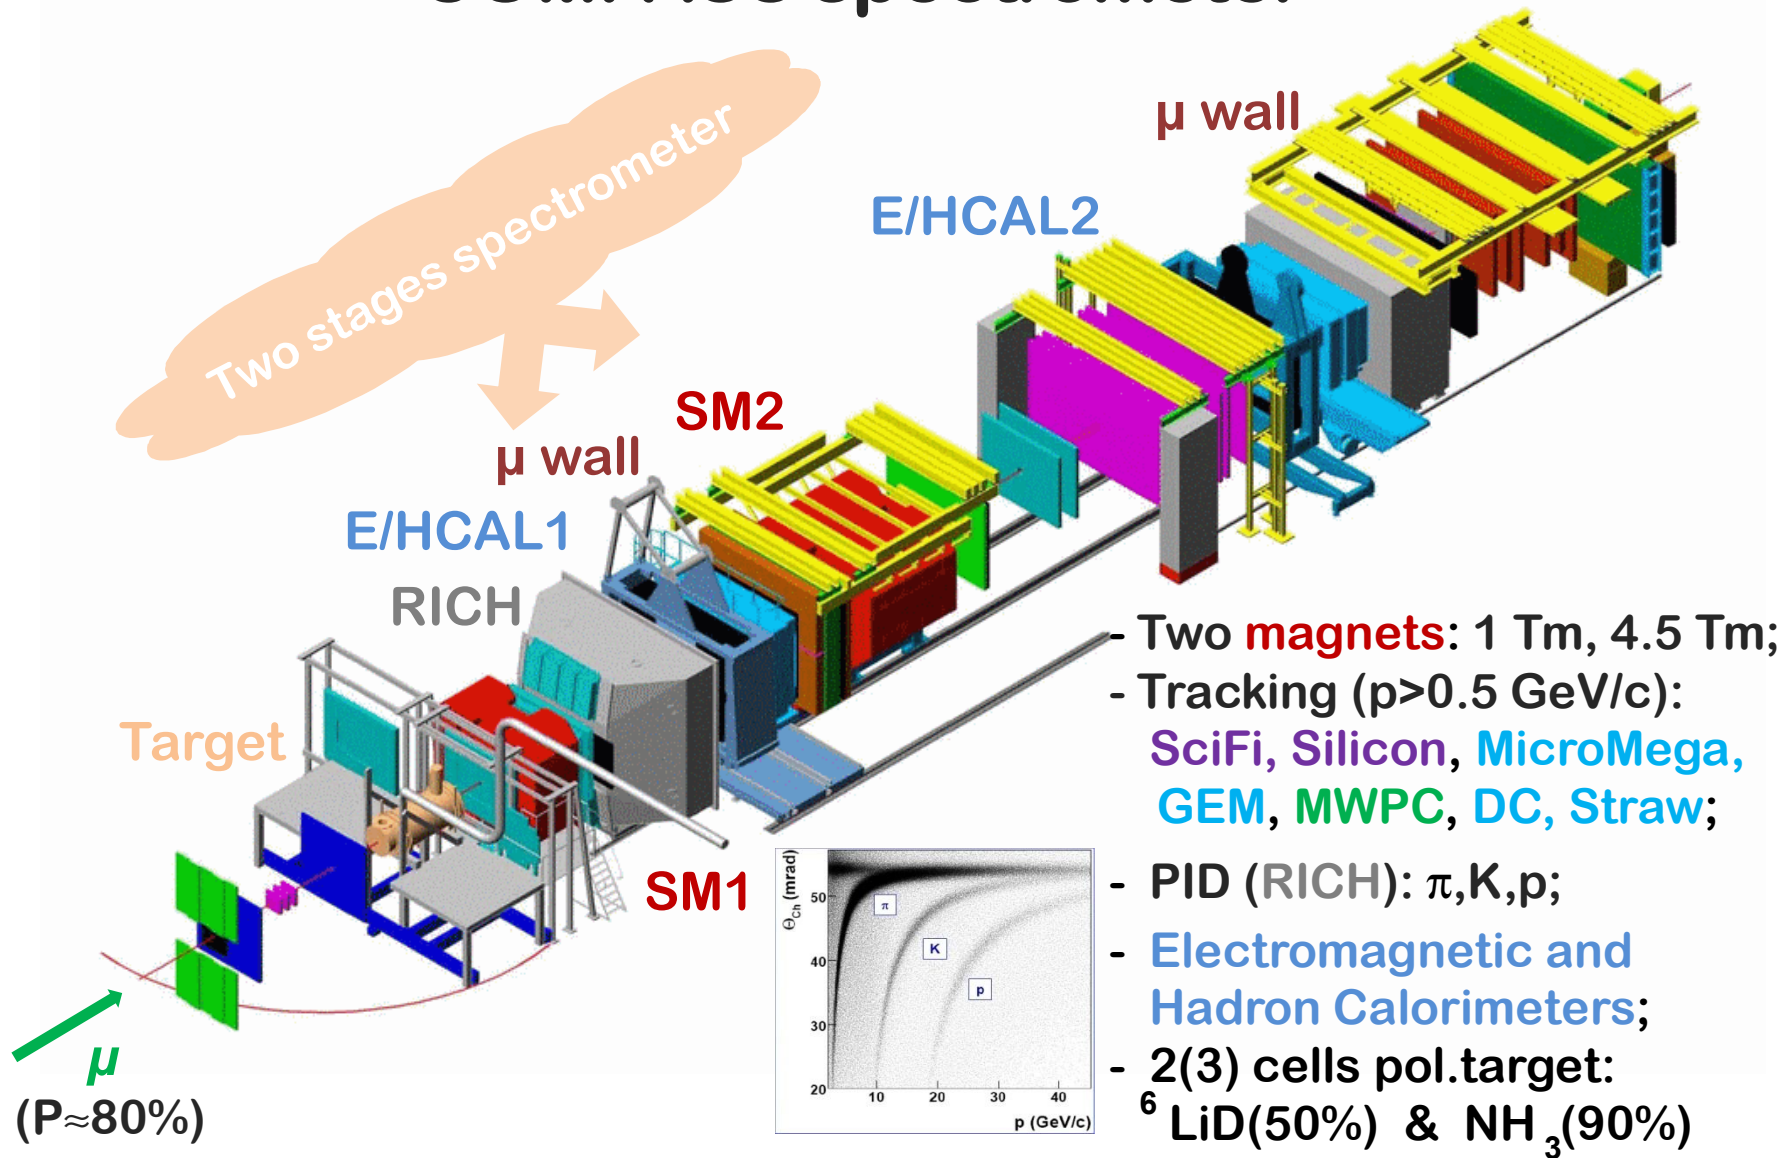 spectrometer
Two stages spectrometer
μ wall
E/HCAL2
SM2
μ wall
E/HCAL1
RICH
Target
SM1
μ
(P≈80%)
- Two magnets: 1 Tm, 4.5 Tm;
- Tracking (p>0.5 GeV/c):
SciFi, Silicon, MicroMega,
GEM, MWPC, DC, Straw;
- PID (RICH): π,K,p;
- Electromagnetic and
Hadron Calorimeters;
- 2(3) cells pol.target:
⁶LiD(50%) & NH₃(90%)
Θ_Ch (mrad)
50
40
30
20
π
K
p
10 20 30 40
p (GeV/c)